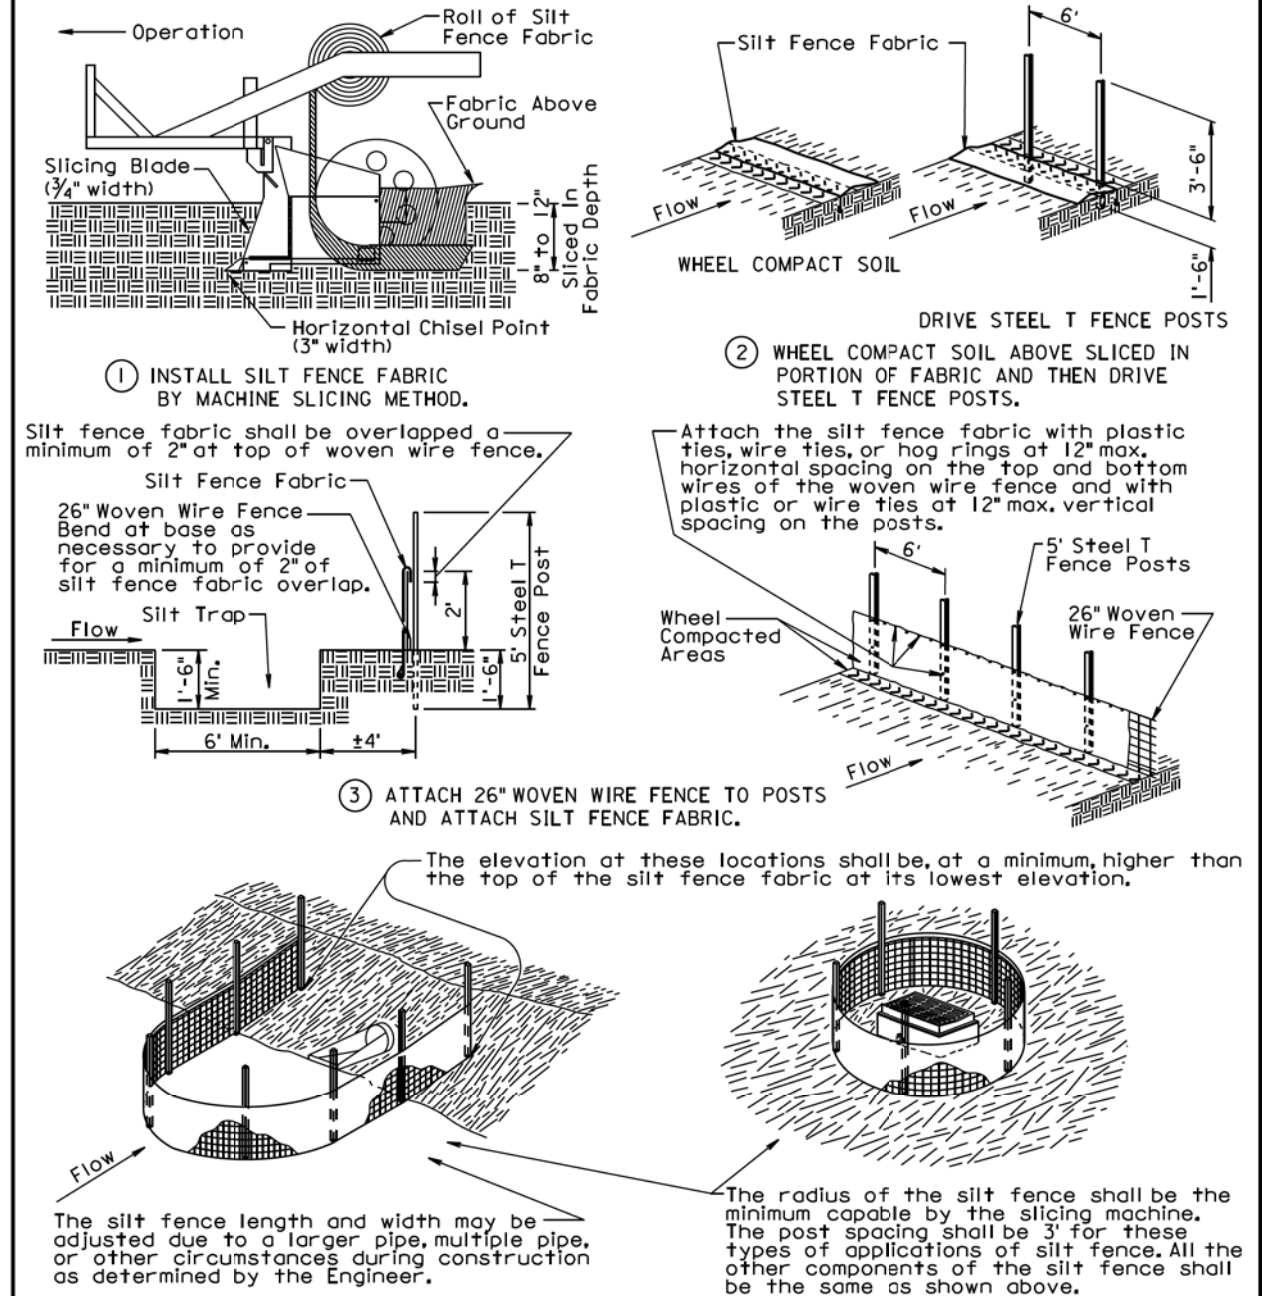 Operation
Roll of Silt
Fence Fabric
Fabric Above
Ground
Slicing Blade
(3/4" width)
8" to 12"
Sliced In
Fabric Depth
Horizontal Chisel Point
(3" width)
1 INSTALL SILT FENCE FABRIC
BY MACHINE SLICING METHOD.
Silt Fence Fabric
6'
3'-6"
1'-6"
Flow
Flow
WHEEL COMPACT SOIL
DRIVE STEEL T FENCE POSTS
2 WHEEL COMPACT SOIL ABOVE SLICED IN
PORTION OF FABRIC AND THEN DRIVE
STEEL T FENCE POSTS.
Silt fence fabric shall be overlapped a
minimum of 2" at top of woven wire fence.
Silt Fence Fabric
26" Woven Wire Fence
Bend at base as
necessary to provide
for a minimum of 2" of
silt fence fabric overlap.
Silt Trap
Flow
1'-6"
Min.
6' Min.
±4'
2'
1'-6"
5' Steel T
Fence Post
Attach the silt fence fabric with plastic
ties, wire ties, or hog rings at 12" max.
horizontal spacing on the top and bottom
wires of the woven wire fence and with
plastic or wire ties at 12" max. vertical
spacing on the posts.
6'
5' Steel T
Fence Posts
Wheel
Compacted
Areas
26" Woven
Wire Fence
Flow
3 ATTACH 26" WOVEN WIRE FENCE TO POSTS
AND ATTACH SILT FENCE FABRIC.
The elevation at these locations shall be, at a minimum, higher than
the top of the silt fence fabric at its lowest elevation.
Flow
The silt fence length and width may be
adjusted due to a larger pipe, multiple pipe,
or other circumstances during construction
as determined by the Engineer.
The radius of the silt fence shall be the
minimum capable by the slicing machine.
The post spacing shall be 3' for these
types of applications of silt fence. All the
other components of the silt fence shall
be the same as shown above.